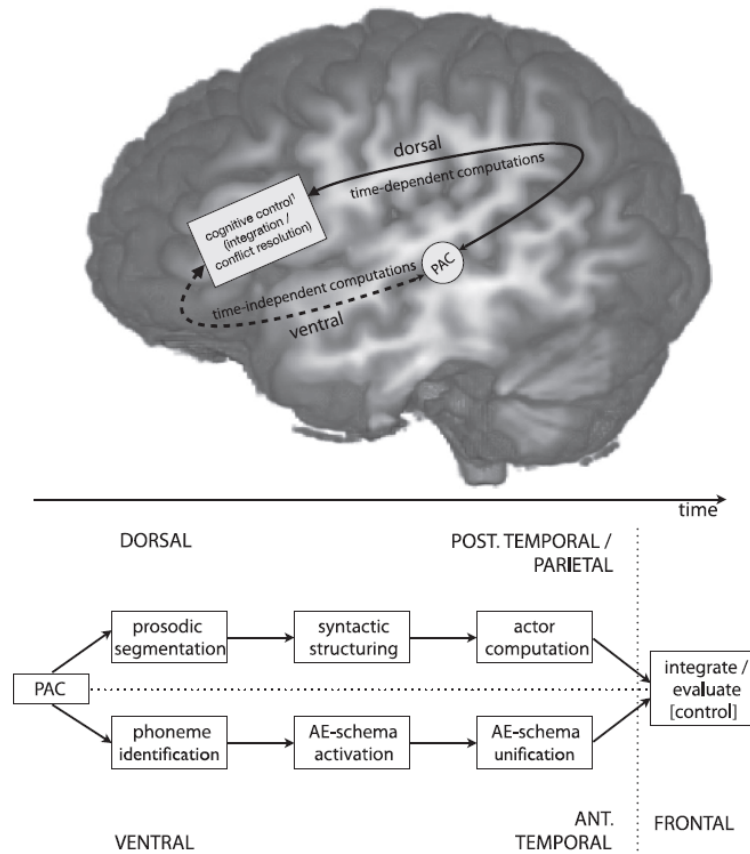 dorsal
time-dependent computations
cognitive control¹
(integration /
conflict resolution)
PAC
time-independent computations
ventral
time
DORSAL
POST. TEMPORAL /
PARIETAL
prosodic
segmentation
syntactic
structuring
actor
computation
PAC
integrate /
evaluate
[control]
phoneme
identification
AE-schema
activation
AE-schema
unification
VENTRAL
ANT.
TEMPORAL
FRONTAL